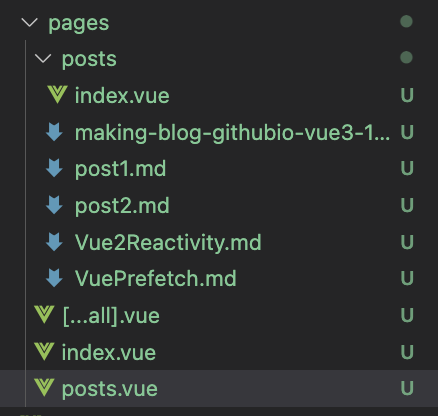 pages
posts
index.vue U
making-blog-githubio-vue3-1... U
post1.md U
post2.md U
Vue2Reactivity.md U
VuePrefetch.md U
[...all].vue U
index.vue U
posts.vue U